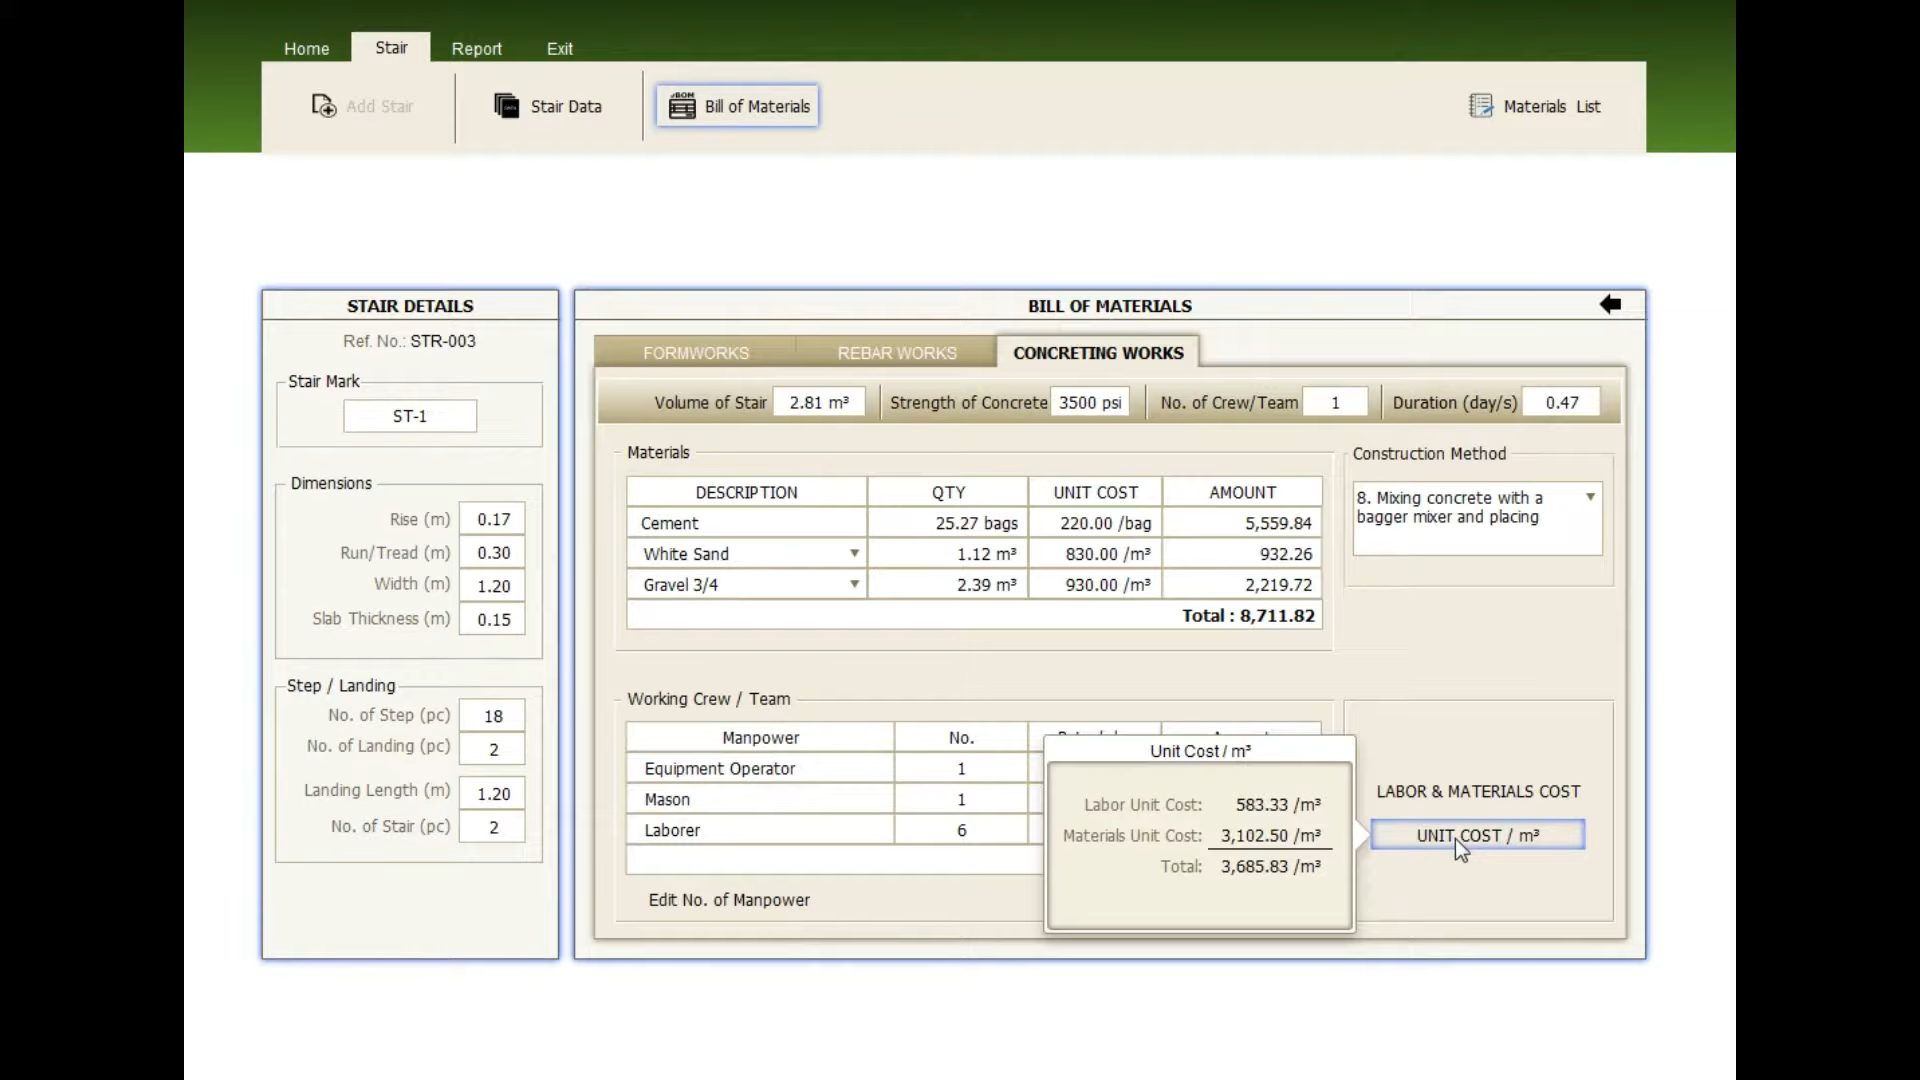 Home Stair Report Exit
Add Stair Stair Data Bill of Materials Materials List
STAIR DETAILS
Ref. No.: STR-003
Stair Mark
ST-1
Dimensions
Rise (m) 0.17
Run/Tread (m) 0.30
Width (m) 1.20
Slab Thickness (m) 0.15
Step / Landing
No. of Step (pc) 18
No. of Landing (pc) 2
Landing Length (m) 1.20
No. of Stair (pc) 2
BILL OF MATERIALS
FORMWORKS REBAR WORKS CONCRETING WORKS
Volume of Stair 2.81 m³ Strength of Concrete 3500 psi No. of Crew/Team 1 Duration (day/s) 0.47
Materials
DESCRIPTION QTY UNIT COST AMOUNT
Cement 25.27 bags 220.00 /bag 5,559.84
White Sand 1.12 m³ 830.00 /m³ 932.26
Gravel 3/4 2.39 m³ 930.00 /m³ 2,219.72
Total : 8,711.82
Construction Method
8. Mixing concrete with a
bagger mixer and placing
Working Crew / Team
Manpower No.
Equipment Operator 1
Mason 1
Laborer 6
Edit No. of Manpower
Unit Cost / m³
Labor Unit Cost: 583.33 /m³
Materials Unit Cost: 3,102.50 /m³
Total: 3,685.83 /m³
LABOR & MATERIALS COST
UNIT COST / m³